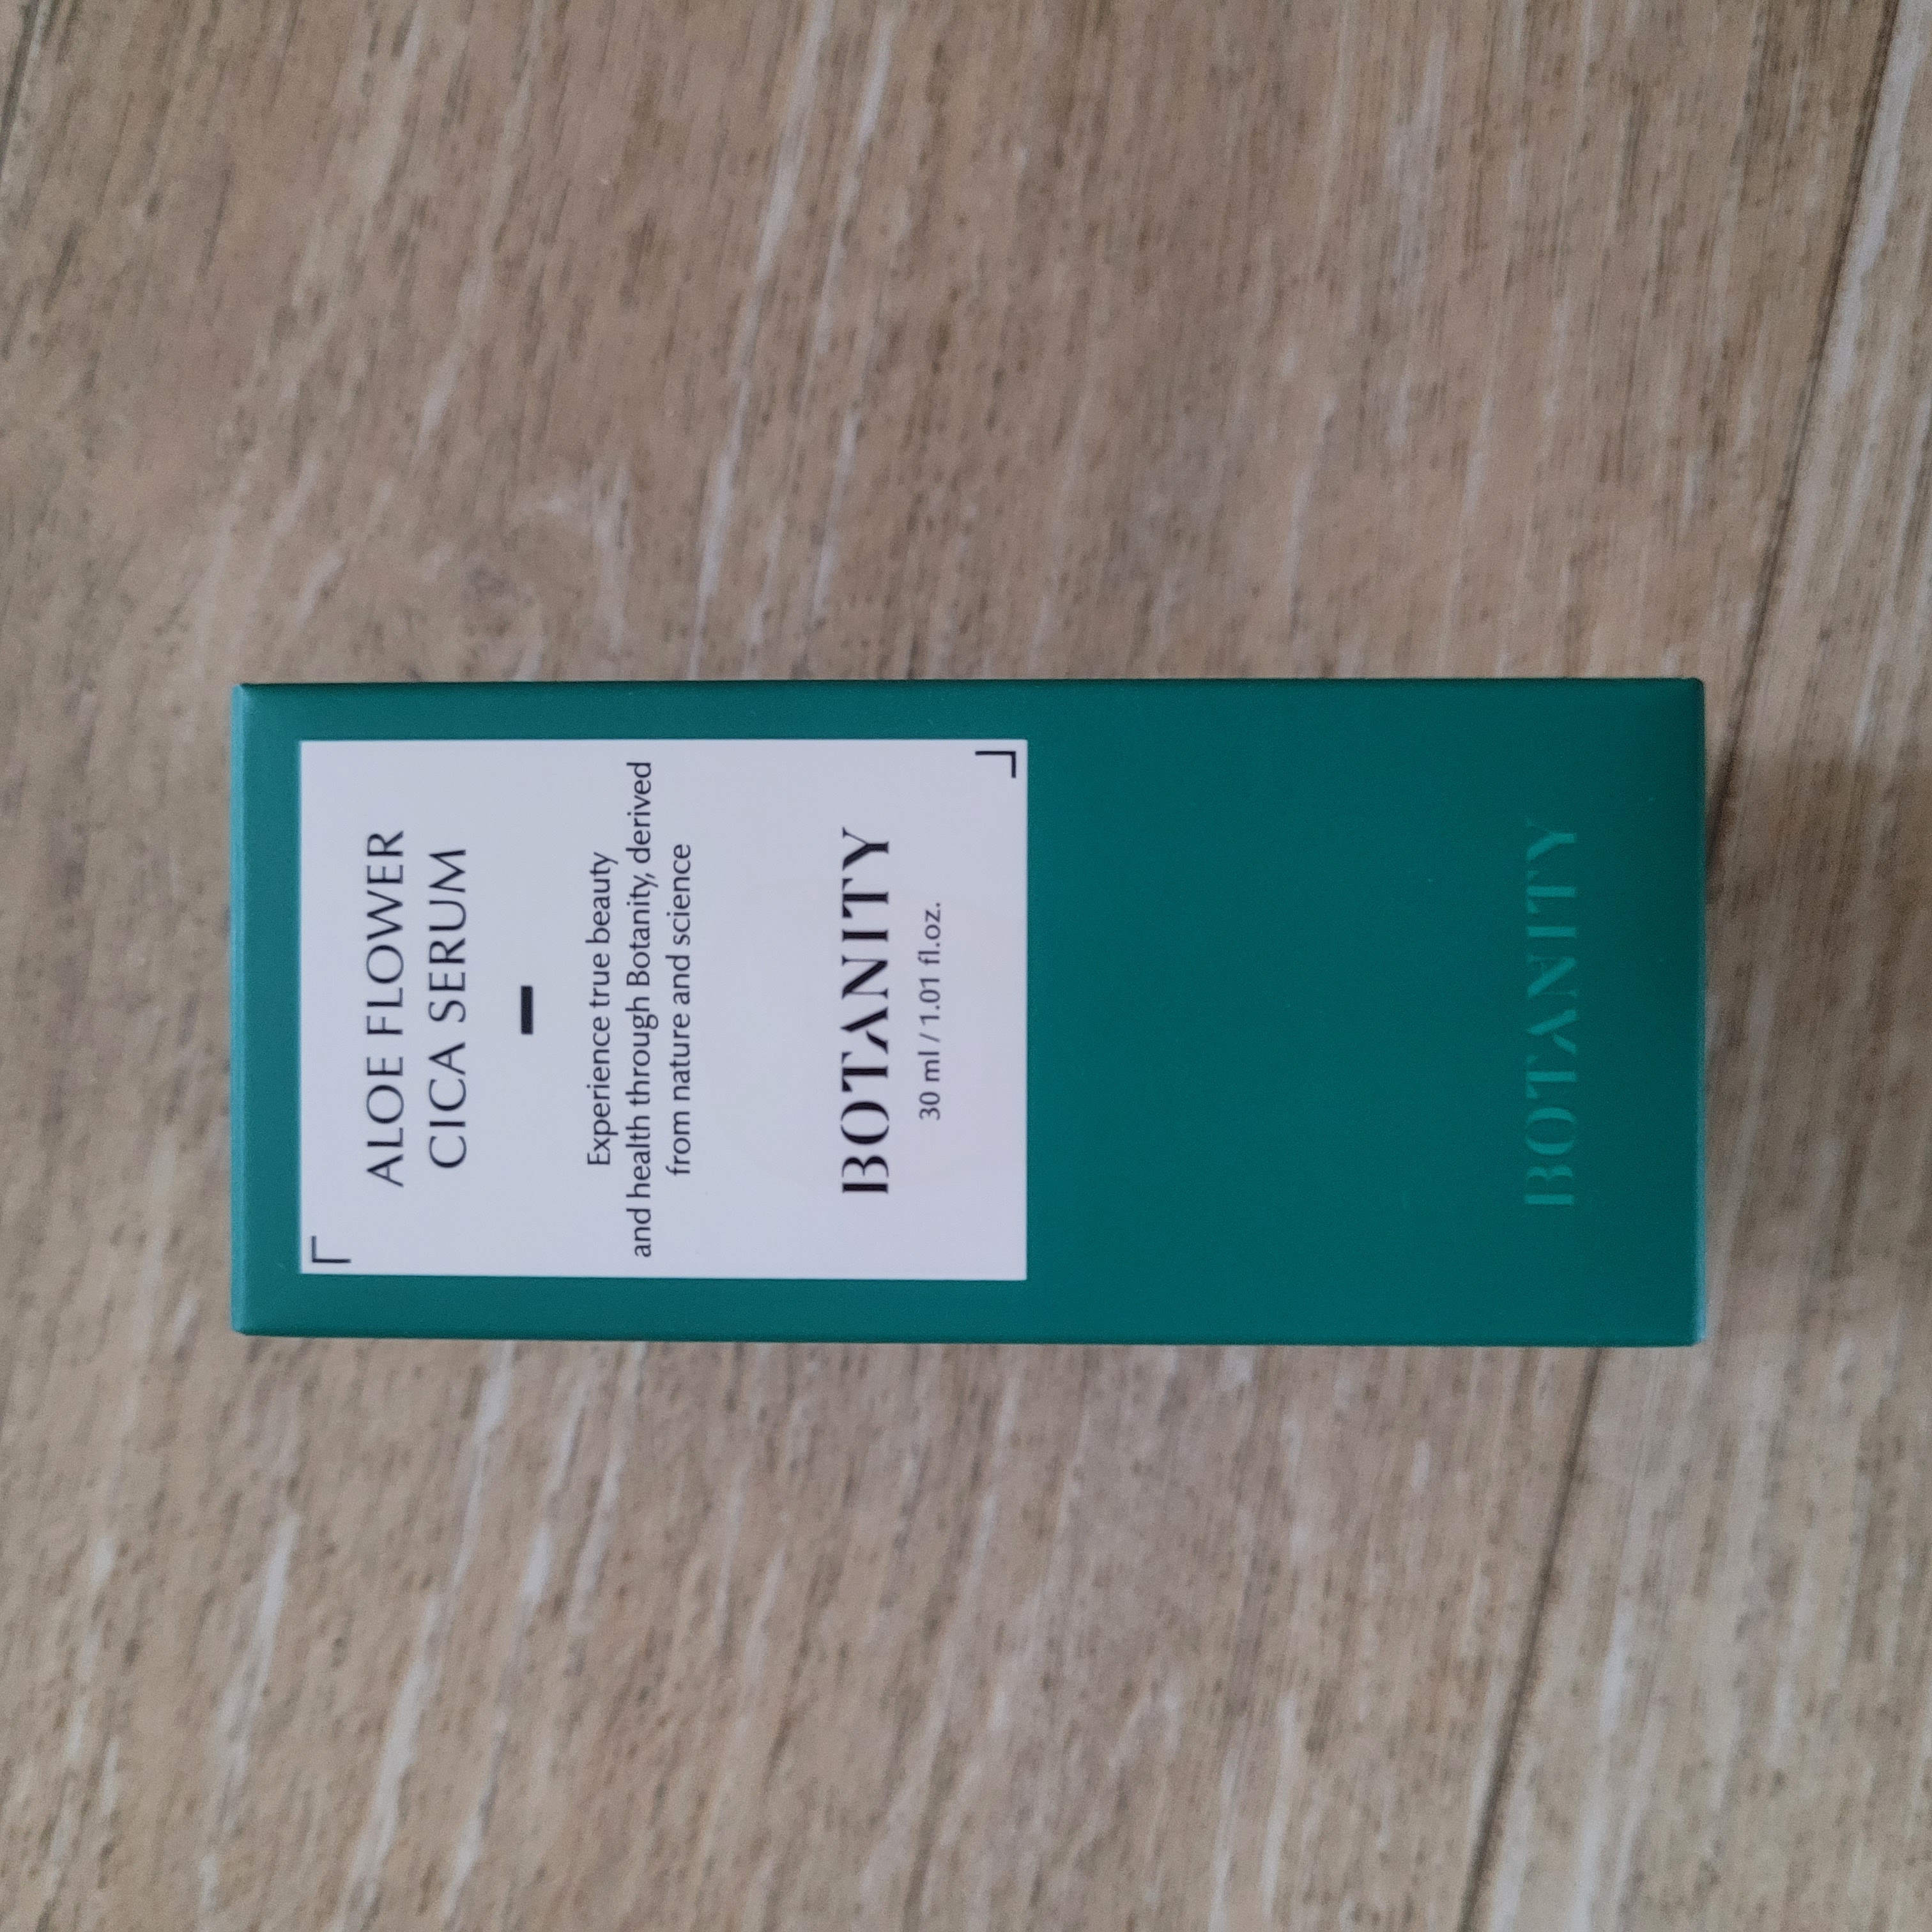 ALOE FLOWER
CICA SERUM
Experience true beauty
and health through Botanity, derived
from nature and science
BOTANITY
30 ml / 1.01 fl.oz.
BOTANITY